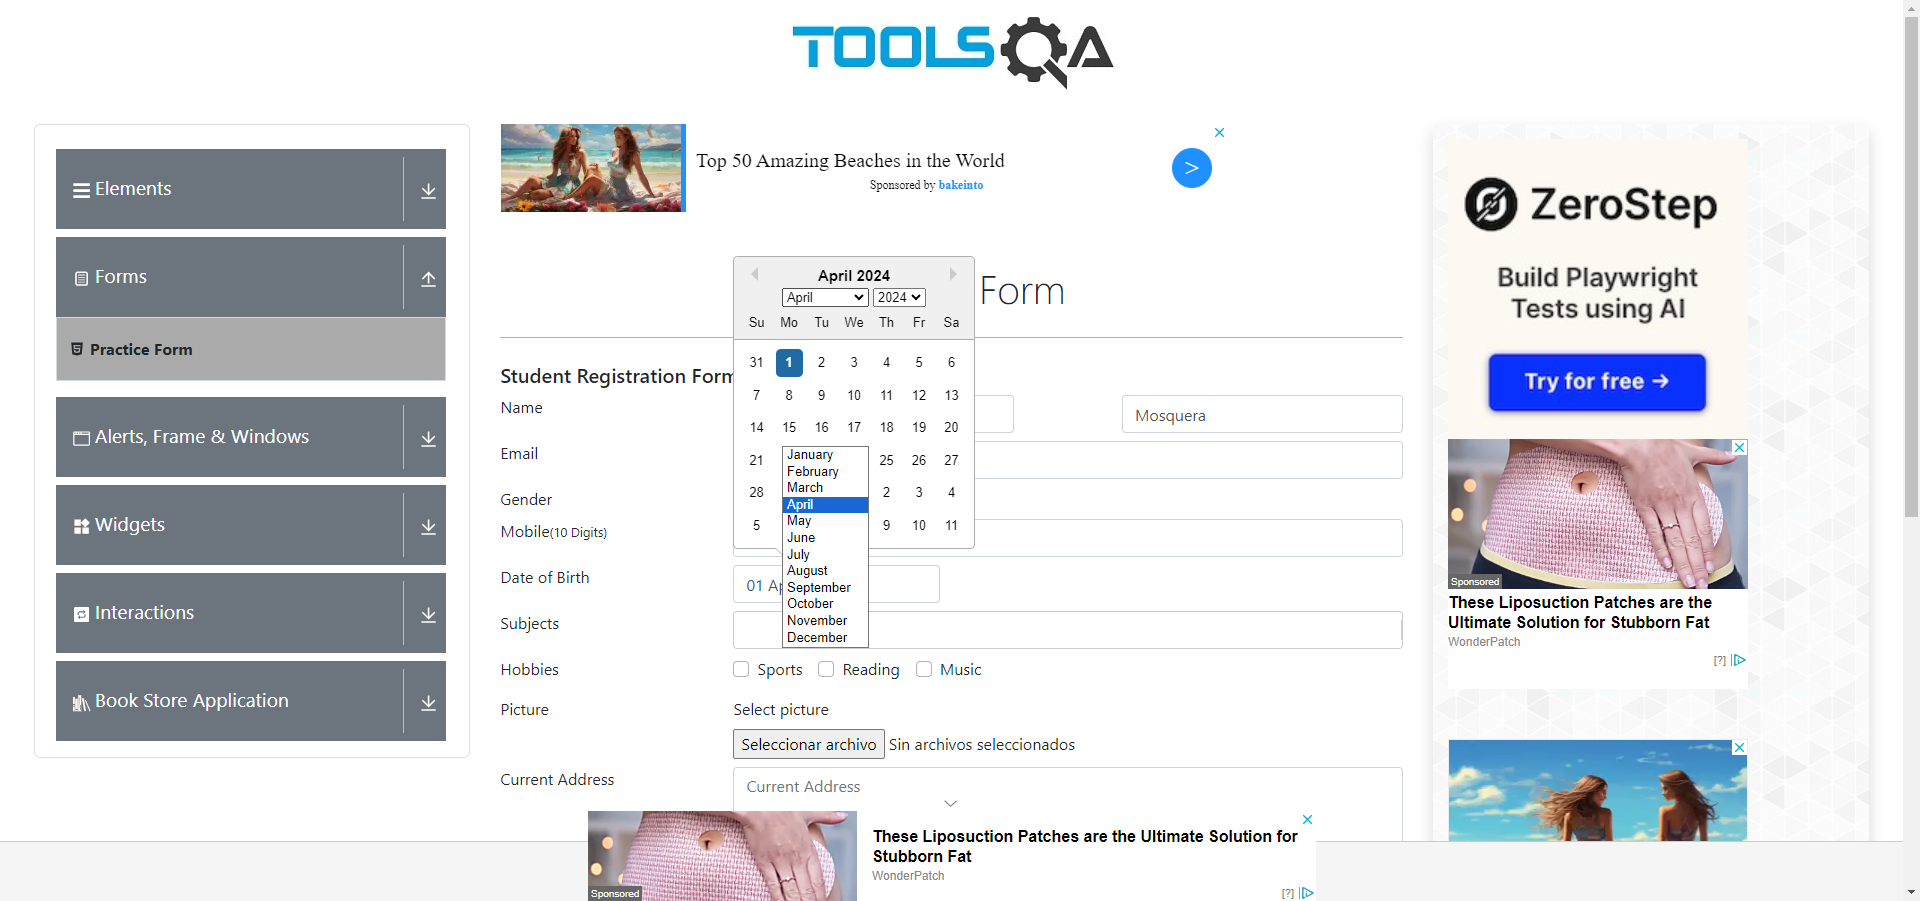 TOOLSQA
Elements
Forms
Practice Form
Alerts, Frame & Windows
Widgets
Interactions
Book Store Application
Top 50 Amazing Beaches in the World
Sponsored by bakeinto
>
Form
Student Registration Form
Name
Mosquera
Email
Gender
Mobile(10 Digits)
Date of Birth
01 Ap
Subjects
Hobbies
Sports Reading Music
Picture
Select picture
Seleccionar archivo Sin archivos seleccionados
Current Address
Current Address
April 2024
April 2024
Su Mo Tu We Th Fr Sa
31 1 2 3 4 5 6
7 8 9 10 11 12 13
14 15 16 17 18 19 20
21 25 26 27
28 2 3 4
5 9 10 11
January
February
March
April
May
June
July
August
September
October
November
December
ZeroStep
Build Playwright
Tests using AI
Try for free →
Sponsored
These Liposuction Patches are the
Ultimate Solution for Stubborn Fat
WonderPatch
[?]
Sponsored
These Liposuction Patches are the Ultimate Solution for
Stubborn Fat
WonderPatch
[?]